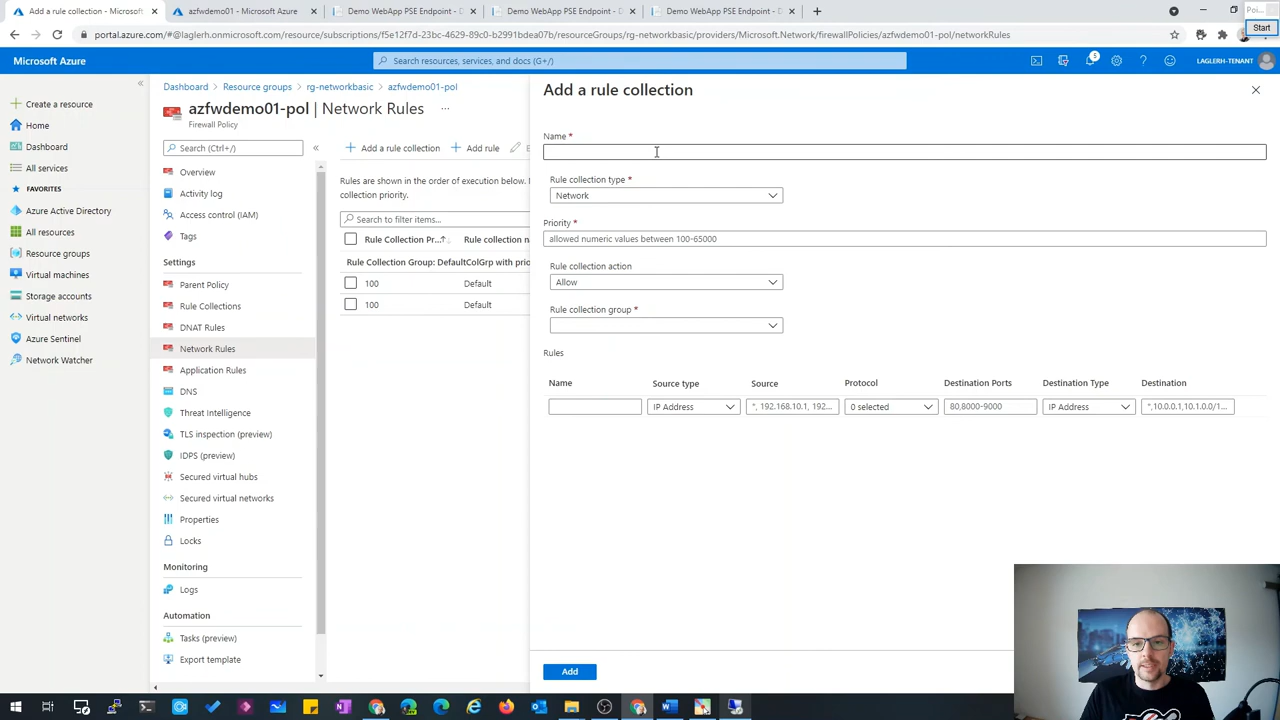 Add a rule collection - Microsoft
azfwdemo01 - Microsoft Azure
Demo WebApp PSE Endpoint - D
Demo WebApp PSE Endpoint - D
Demo WebApp PSE Endpoint - D
Poi...
Start
portal.azure.com/#@laglerh.onmicrosoft.com/resource/subscriptions/f5e12f7d-23bc-4629-89c0-b2991bdea07b/resourceGroups/rg-networkbasic/providers/Microsoft.Network/firewallPolicies/azfwdemo01-pol/networkRules
Microsoft Azure
Search resources, services, and docs (G+/)
5
LAGLERH-TENANT
Create a resource
Home
Dashboard
All services
FAVORITES
Azure Active Directory
All resources
Resource groups
Virtual machines
Storage accounts
Virtual networks
Azure Sentinel
Network Watcher
Dashboard
Resource groups
rg-networkbasic
azfwdemo01-pol
azfwdemo01-pol | Network Rules
Firewall Policy
Search (Ctrl+/)
Overview
Activity log
Access control (IAM)
Tags
Settings
Parent Policy
Rule Collections
DNAT Rules
Network Rules
Application Rules
DNS
Threat Intelligence
TLS inspection (preview)
IDPS (preview)
Secured virtual hubs
Secured virtual networks
Properties
Locks
Monitoring
Logs
Automation
Tasks (preview)
Export template
Add a rule collection
Add rule
Rules are shown in the order of execution below.
collection priority.
Search to filter items...
Rule Collection Pr...
Rule collection n
Rule Collection Group: DefaultColGrp with prio
100 Default
100 Default
Add a rule collection
Name *
Rule collection type *
Network
Priority *
allowed numeric values between 100-65000
Rule collection action
Allow
Rule collection group *
Rules
Name Source type Source Protocol Destination Ports Destination Type Destination
IP Address *, 192.168.10.1, 192... 0 selected 80,8000-9000 IP Address *,10.0.0.1,10.1.0.0/1...
Add